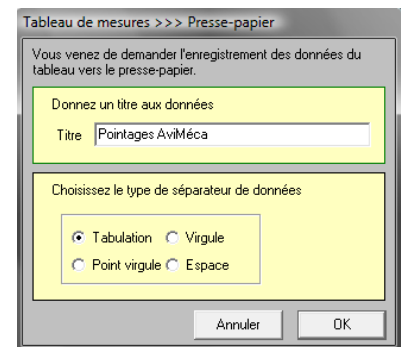 Tableau de mesures >>> Presse-papier
Vous venez de demander l'enregistrement des données du
tableau vers le presse-papier.
Donnez un titre aux données
Titre Pointages AviMéca
Choisissez le type de séparateur de données
Tabulation Virgule
Point virgule Espace
Annuler OK